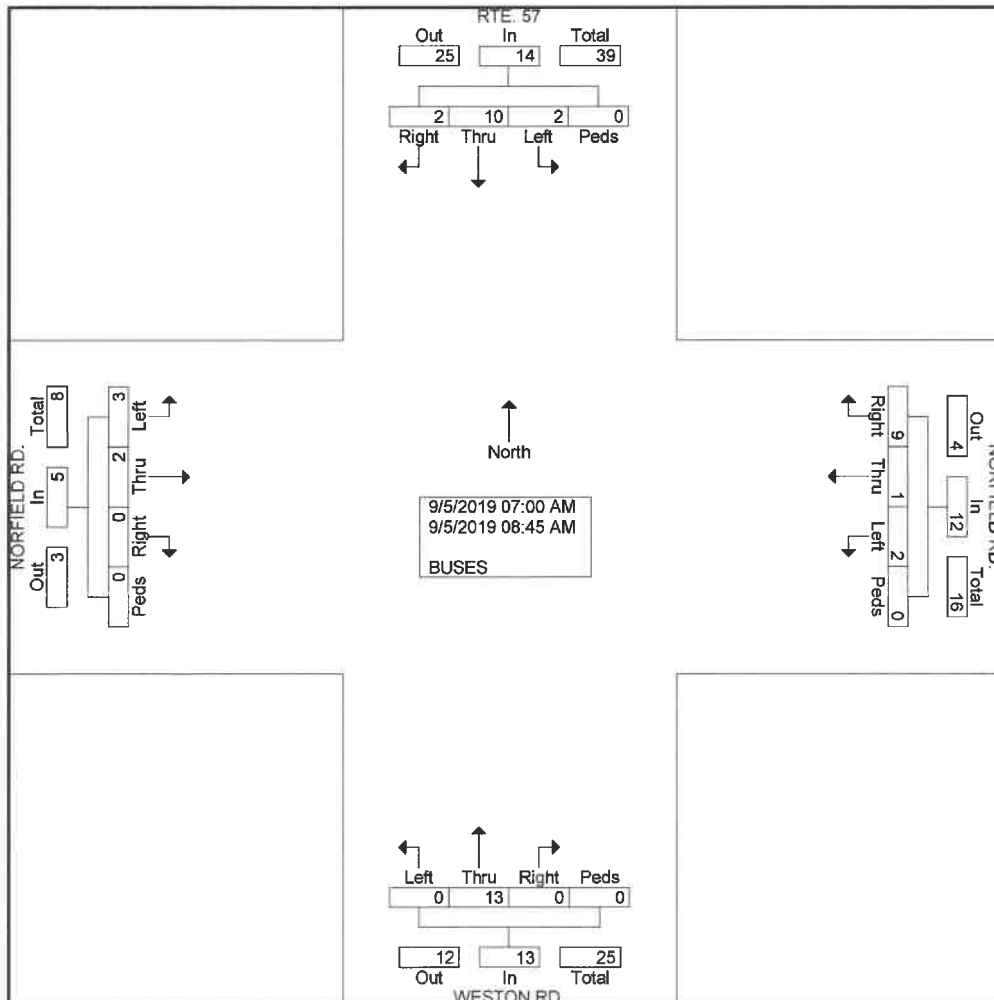 RTE. 57
Out In Total
25 14 39
2 10 2 0
Right Thru Left Peds
NORFIELD RD.
Total 8
In 5
Out 3
3 2 0 0
Left Thru Right Peds
North
9/5/2019 07:00 AM
9/5/2019 08:45 AM
BUSES
Right Thru Left Peds
9 1 2 0
Out 4
In 12
Total 16
NORFIELD RD.
Left Thru Right Peds
0 13 0 0
12 13 25
Out In Total
WESTON RD.